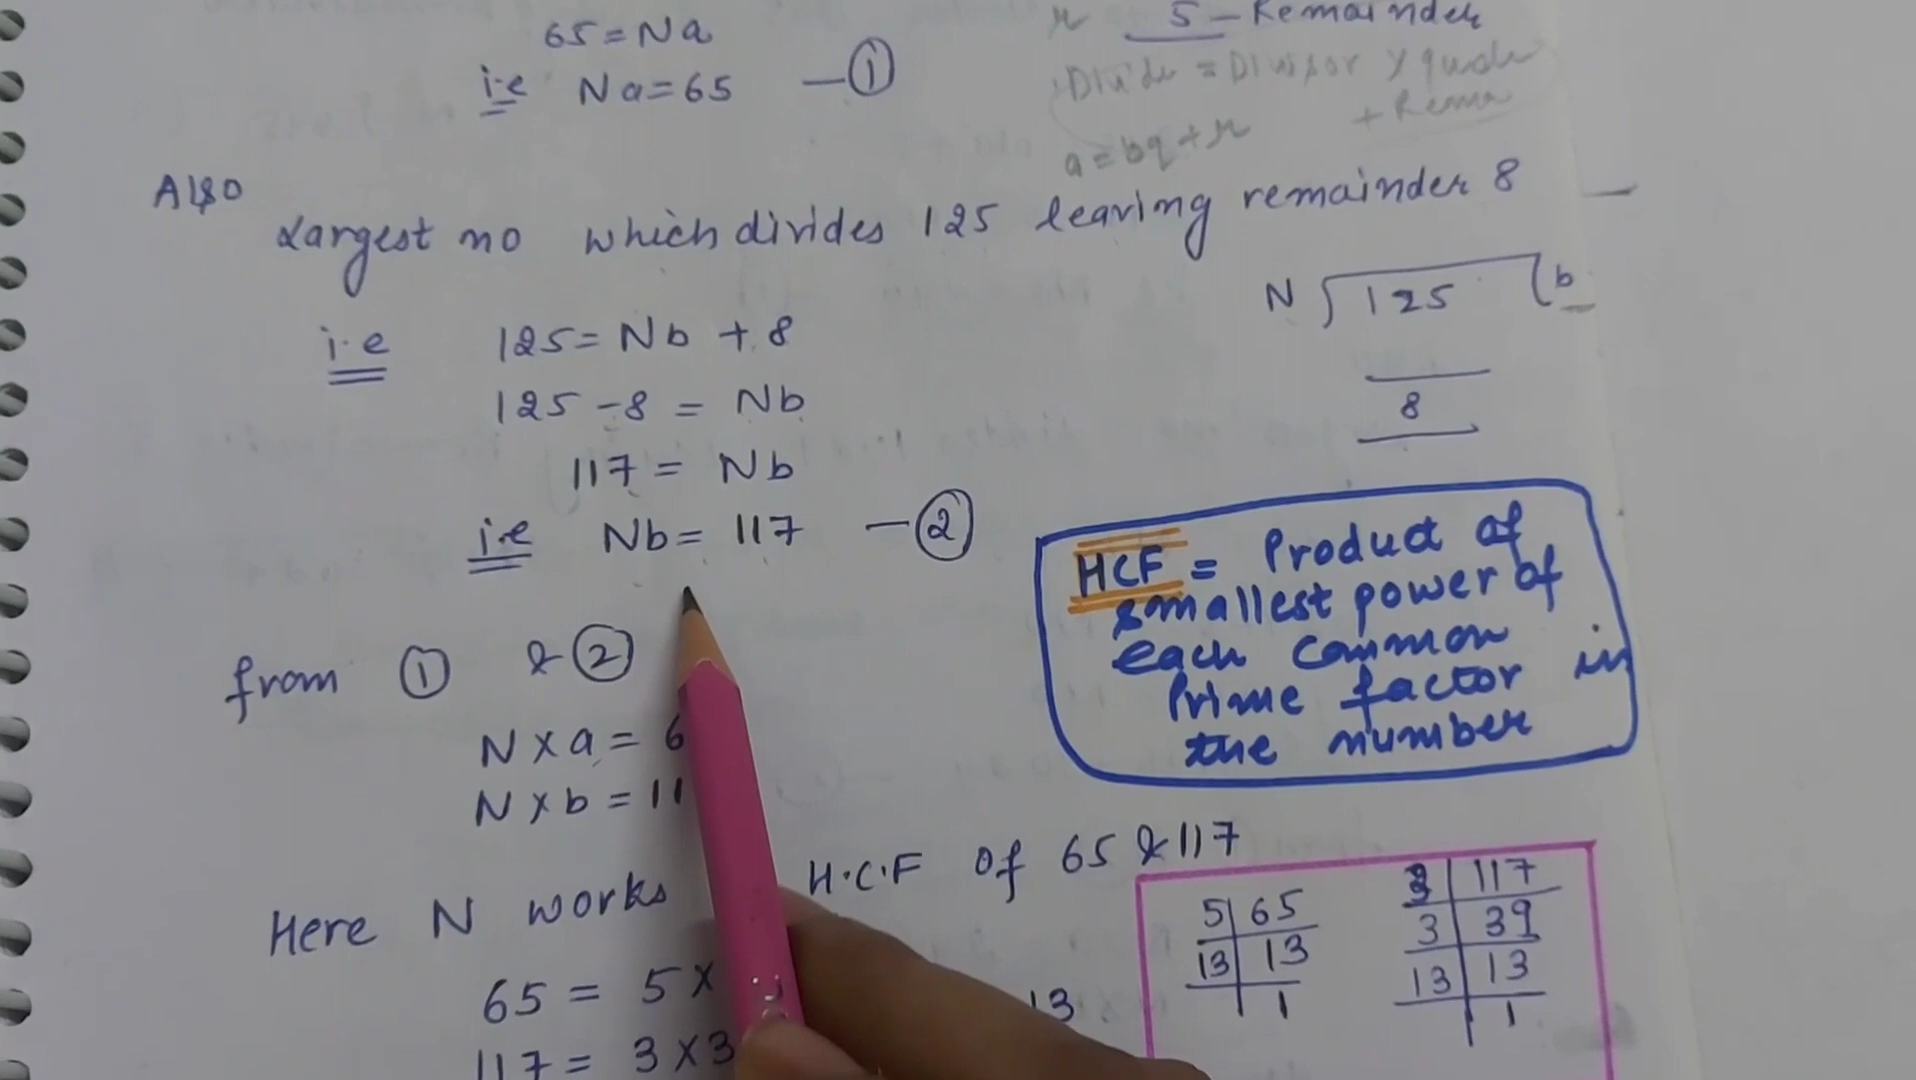 65 = Na
i.e Na = 65 — ①
5 – Remainder
= Divisor ×
a = bq + r
Also
Largest no which divides 125 leaving remainder 8
N 125 b
8
i.e 125 = Nb + 8
125 - 8 = Nb
117 = Nb
i.e Nb = 117 — ②
HCF = Product of
smallest power of
each common
Prime factor in
the number
from ① & ②
N × a = 6
N × b = 11
Here N works H.C.F of 65 & 117
5 65
13 13
1
3 117
3 39
13 13
1
65 = 5 × 13
117 = 3 × 3